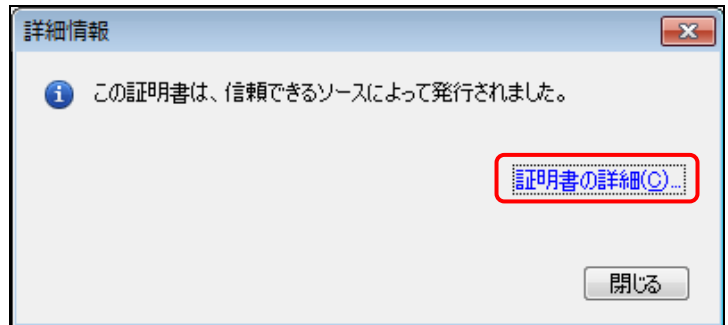 詳細情報
この証明書は、信頼できるソースによって発行されました。
証明書の詳細(C)...
閉じる